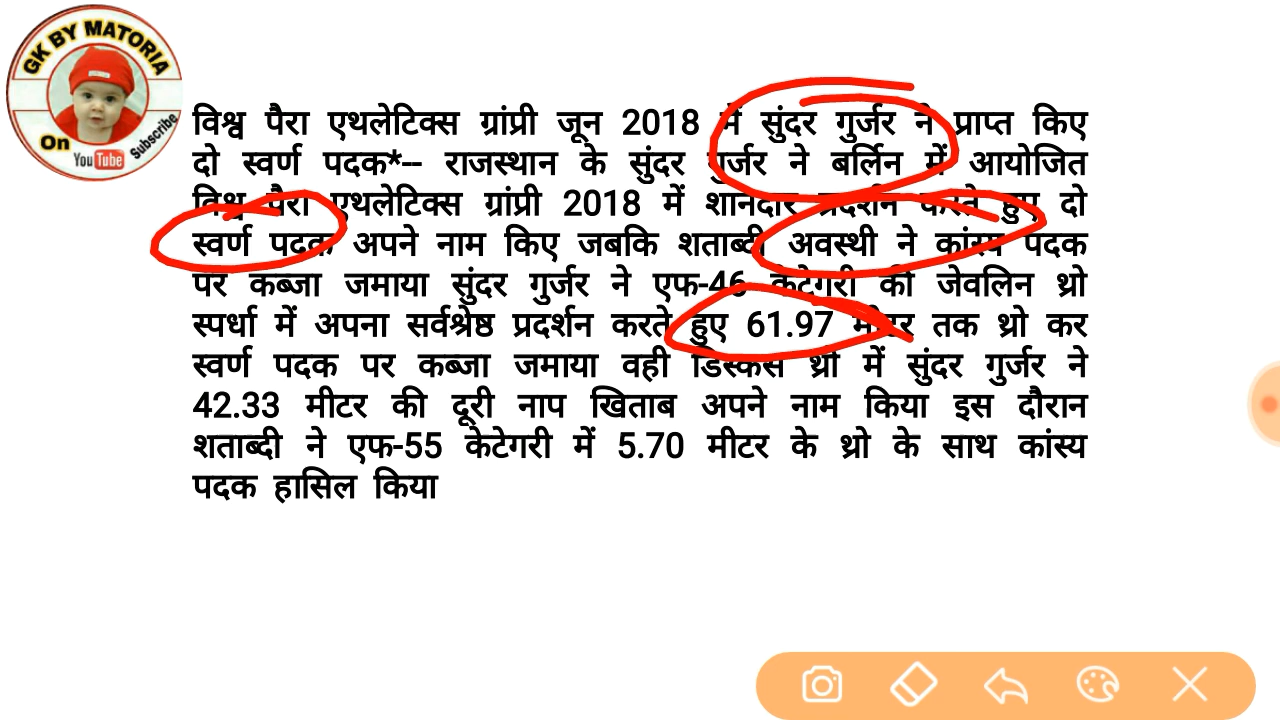 GK BY MATORIA
On YouTube Subscribe
विश्व पैरा एथलेटिक्स ग्रांप्री जून 2018 में सुंदर गुर्जर ने प्राप्त किए
दो स्वर्ण पदक*-- राजस्थान के सुंदर गुर्जर ने बर्लिन में आयोजित
विश्व पैरा एथलेटिक्स ग्रांप्री 2018 में शानदार प्रदर्शन करते हुए दो
स्वर्ण पदक अपने नाम किए जबकि शताब्दी अवस्थी ने कांस्य पदक
पर कब्जा जमाया सुंदर गुर्जर ने एफ-46 केटेगरी की जेवलिन थ्रो
स्पर्धा में अपना सर्वश्रेष्ठ प्रदर्शन करते हुए 61.97 मीटर तक थ्रो कर
स्वर्ण पदक पर कब्जा जमाया वही डिस्कस थ्रो में सुंदर गुर्जर ने
42.33 मीटर की दूरी नाप खिताब अपने नाम किया इस दौरान
शताब्दी ने एफ-55 केटेगरी में 5.70 मीटर के थ्रो के साथ कांस्य
पदक हासिल किया